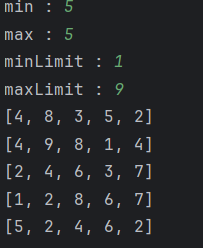 min : 5
max : 5
minLimit : 1
maxLimit : 9
[4, 8, 3, 5, 2]
[4, 9, 8, 1, 4]
[2, 4, 6, 3, 7]
[1, 2, 8, 6, 7]
[5, 2, 4, 6, 2]